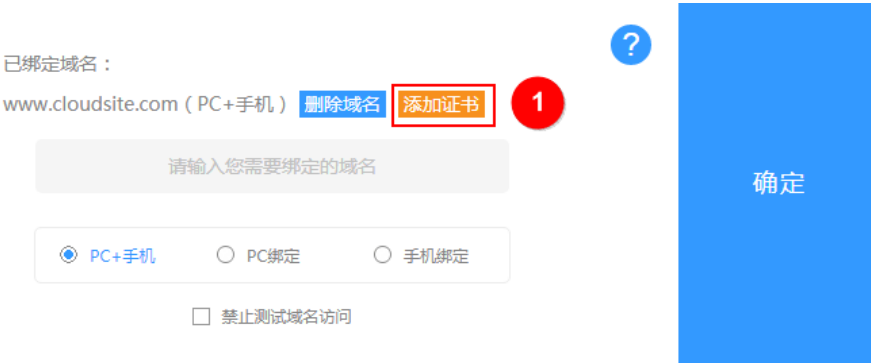 ?
已绑定域名：
www.cloudsite.com（PC+手机） 删除域名 添加证书 1
请输入您需要绑定的域名
确定
PC+手机 PC绑定 手机绑定
禁止测试域名访问